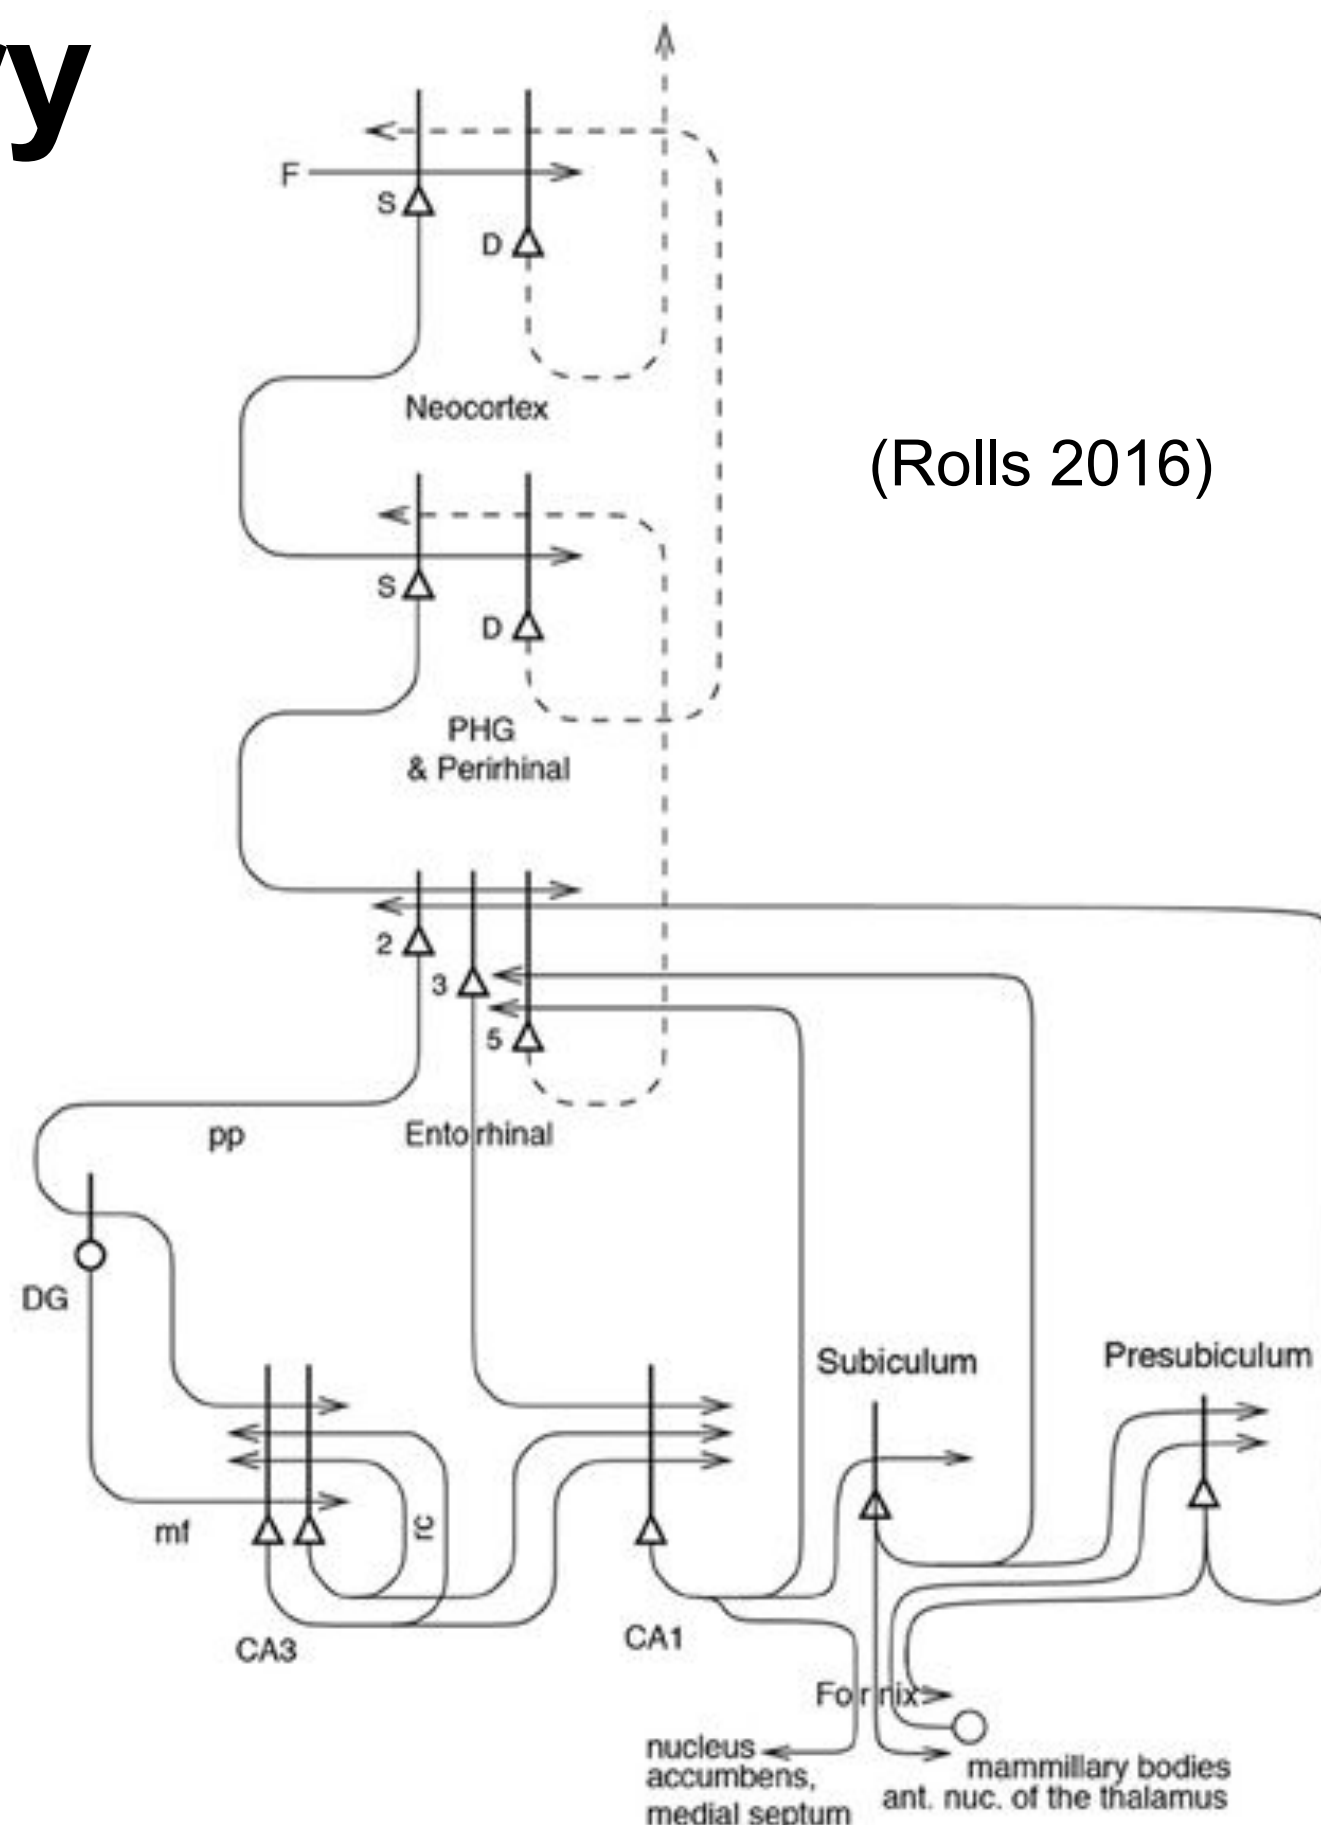 y
F
S
D
Neocortex
(Rolls 2016)
S
D
PHG
& Perirhinal
2
3
5
pp
Entorhinal
DG
Subiculum
Presubiculum
mf
rc
CA3
CA1
Fornix
nucleus
accumbens,
medial septum
mammillary bodies
ant. nuc. of the thalamus